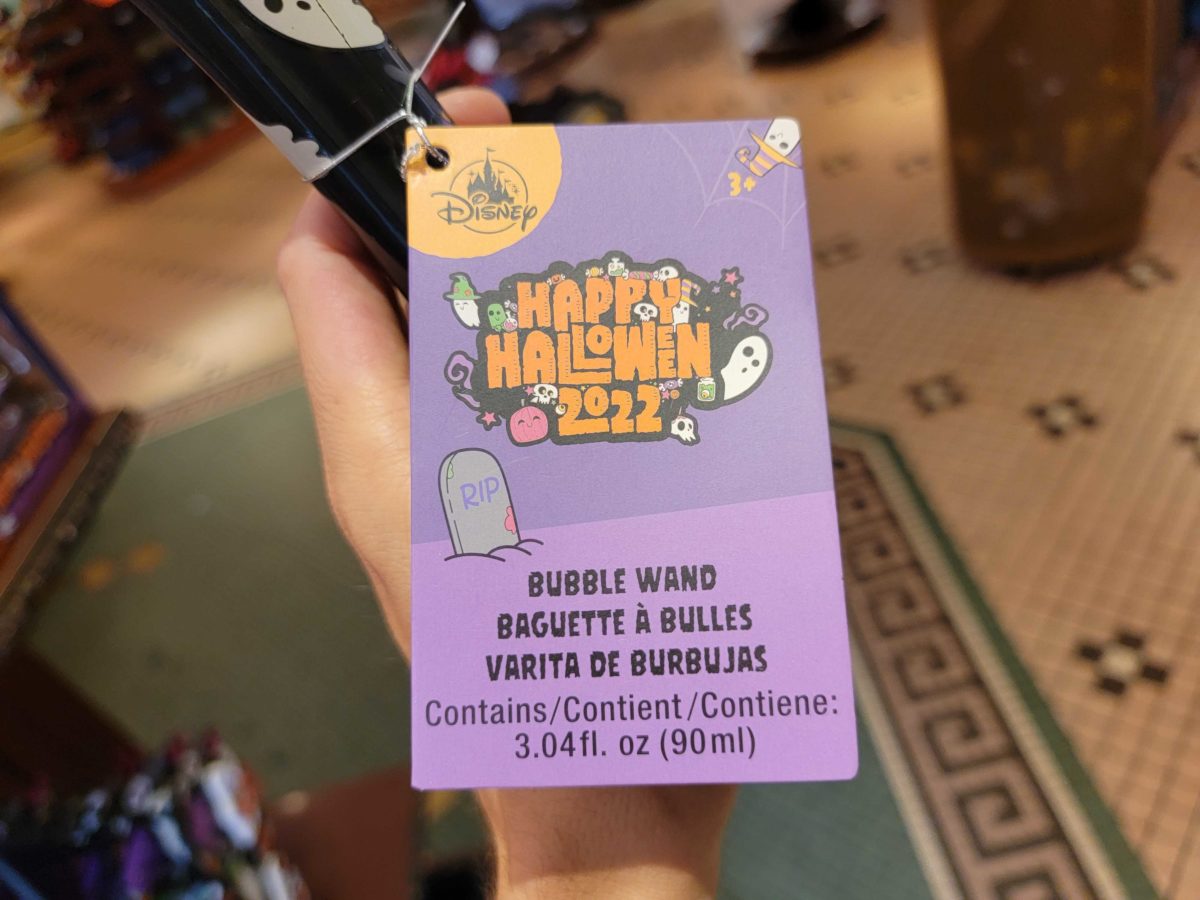 Disney
3+
HAPPY
HALLOWEEN
2022
RIP
BUBBLE WAND
BAGUETTE À BULLES
VARITA DE BURBUJAS
Contains/Contient/Contiene:
3.04fl. oz (90ml)